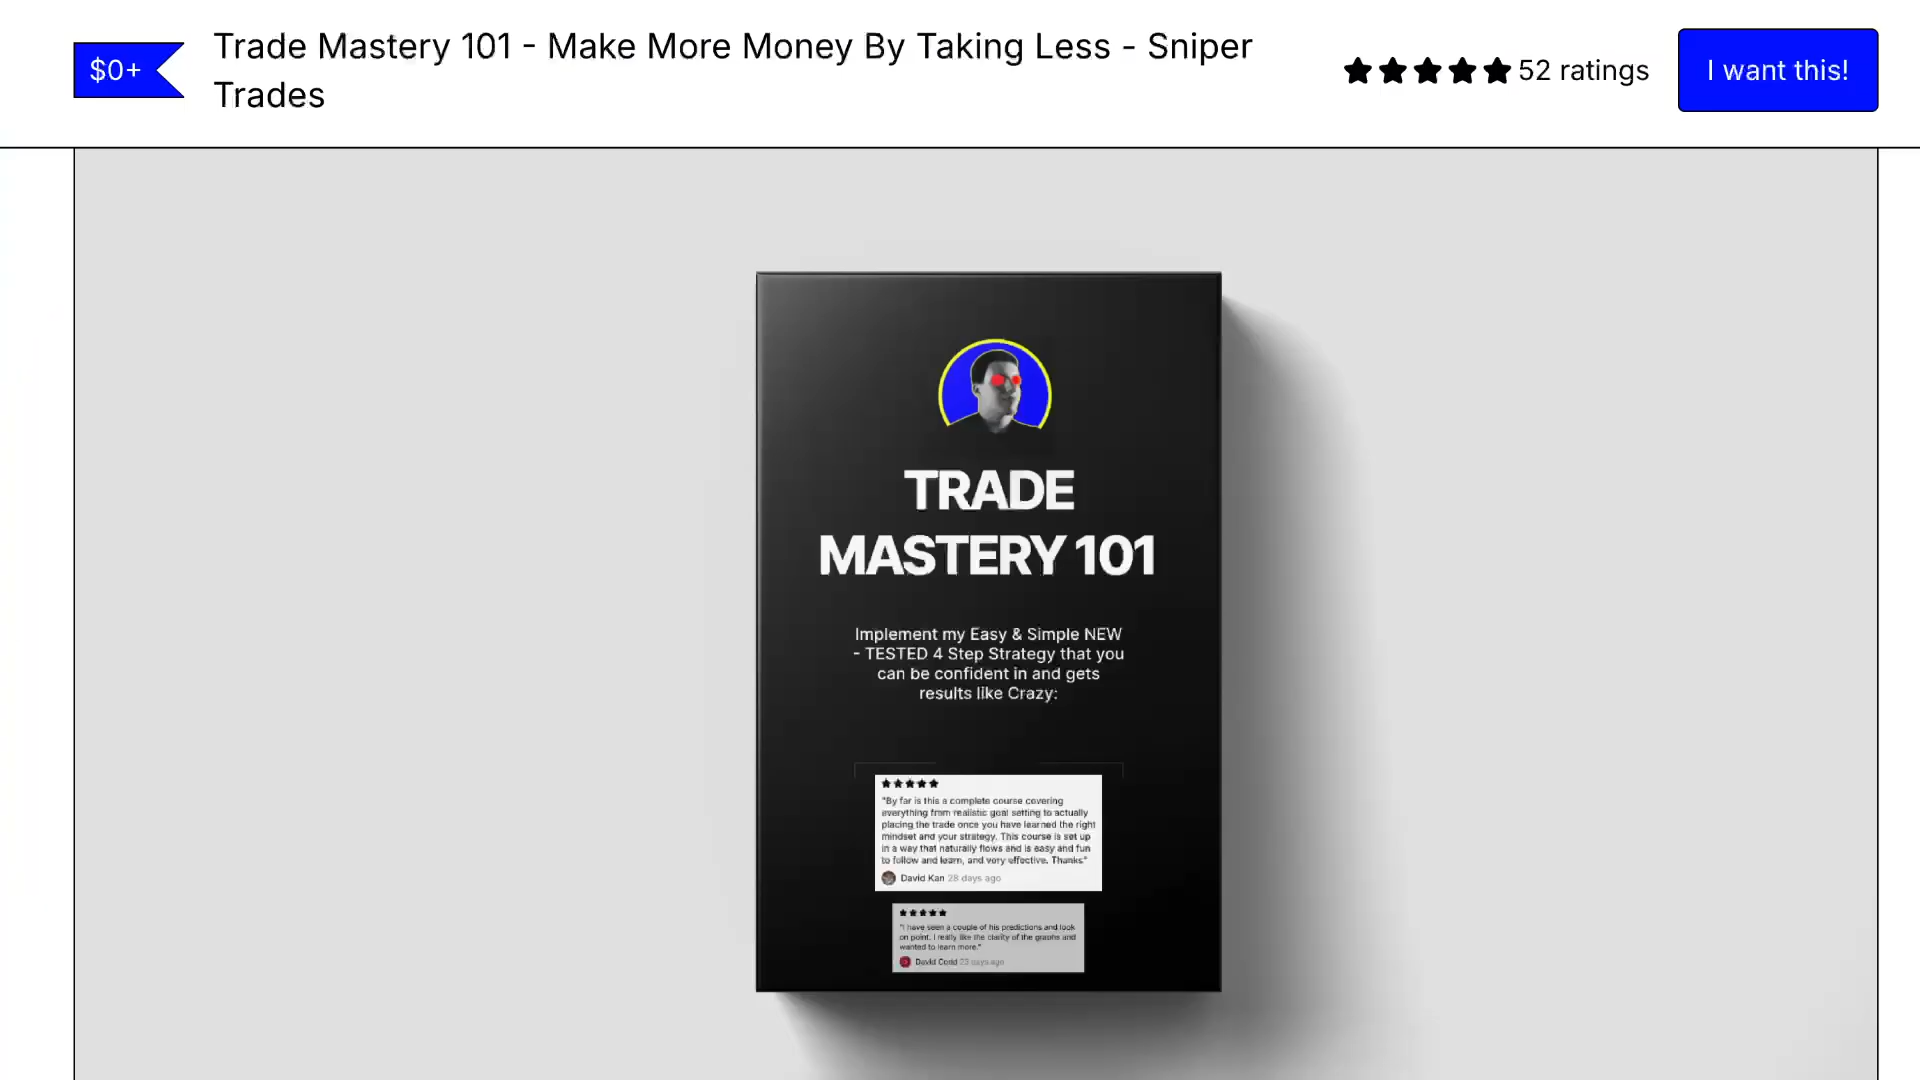 $0+
Trade Mastery 101 - Make More Money By Taking Less - Sniper
Trades
52 ratings
I want this!
TRADE
MASTERY 101
Implement my Easy & Simple NEW
- TESTED 4 Step Strategy that you
can be confident in and gets
results like Crazy:
"By far is this a complete course covering
everything from realistic goal setting to actually
placing the trade once you have learned the right
mindset and your strategy. This course is set up
in a way that naturally flows and is easy and fun
to follow and learn, and very effective. Thanks"
David Kan 28 days ago
"I have seen a couple of his predictions and look
on point. I really like the clarity of the graphs and
wanted to learn more."
David Codd 23 days ago